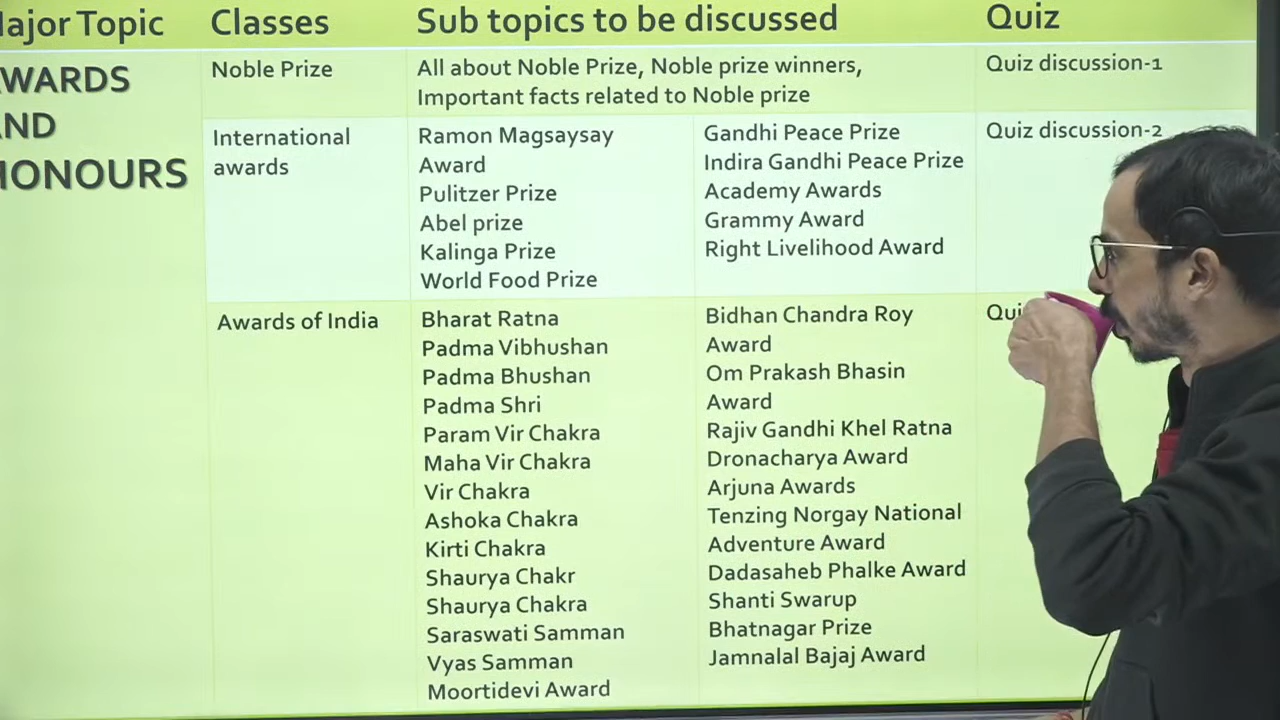 ajor Topic
Classes
Sub topics to be discussed
Quiz
WARDS
ND
HONOURS
Noble Prize
All about Noble Prize, Noble prize winners,
Important facts related to Noble prize
Quiz discussion-1
International
awards
Ramon Magsaysay
Award
Pulitzer Prize
Abel prize
Kalinga Prize
World Food Prize
Gandhi Peace Prize
Indira Gandhi Peace Prize
Academy Awards
Grammy Award
Right Livelihood Award
Quiz discussion-2
Awards of India
Bharat Ratna
Padma Vibhushan
Padma Bhushan
Padma Shri
Param Vir Chakra
Maha Vir Chakra
Vir Chakra
Ashoka Chakra
Kirti Chakra
Shaurya Chakr
Shaurya Chakra
Saraswati Samman
Vyas Samman
Moortidevi Award
Bidhan Chandra Roy
Award
Om Prakash Bhasin
Award
Rajiv Gandhi Khel Ratna
Dronacharya Award
Arjuna Awards
Tenzing Norgay National
Adventure Award
Dadasaheb Phalke Award
Shanti Swarup
Bhatnagar Prize
Jamnalal Bajaj Award
Qui